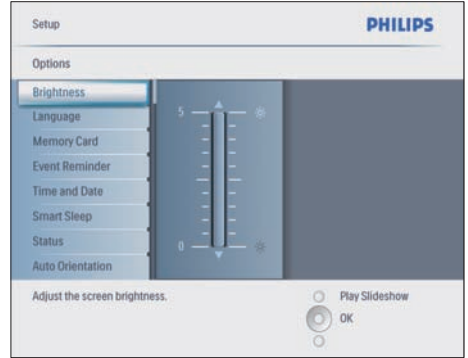 Setup
PHILIPS
Options
Brightness
Language
Memory Card
Event Reminder
Time and Date
Smart Sleep
Status
Auto Orientation
5
0
Adjust the screen brightness.
Play Slideshow
OK